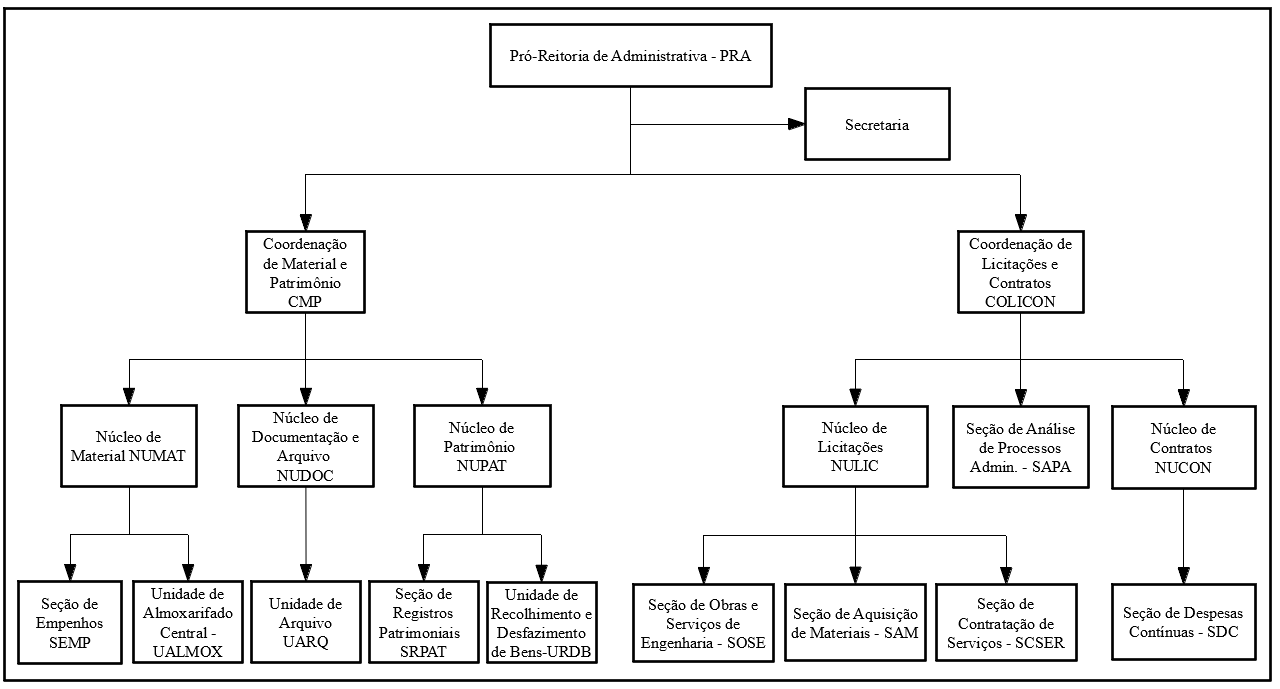 Pró-Reitoria de Administrativa - PRA
Secretaria
Coordenação
de Material e
Patrimônio
CMP
Coordenação de
Licitações e
Contratos
COLICON
Núcleo de
Material NUMAT
Núcleo de
Documentação e
Arquivo
NUDOC
Núcleo de
Patrimônio
NUPAT
Núcleo de
Licitações
NULIC
Seção de Análise
de Processos
Admin. - SAPA
Núcleo de
Contratos
NUCON
Seção de
Empenhos
SEMP
Unidade de
Almoxarifado
Central -
UALMOX
Unidade de
Arquivo
UARQ
Seção de
Registros
Patrimoniais
SRPAT
Unidade de
Recolhimento e
Desfazimento
de Bens-URDB
Seção de Obras e
Serviços de
Engenharia - SOSE
Seção de Aquisição
de Materiais - SAM
Seção de
Contratação de
Serviços - SCSER
Seção de Despesas
Contínuas - SDC